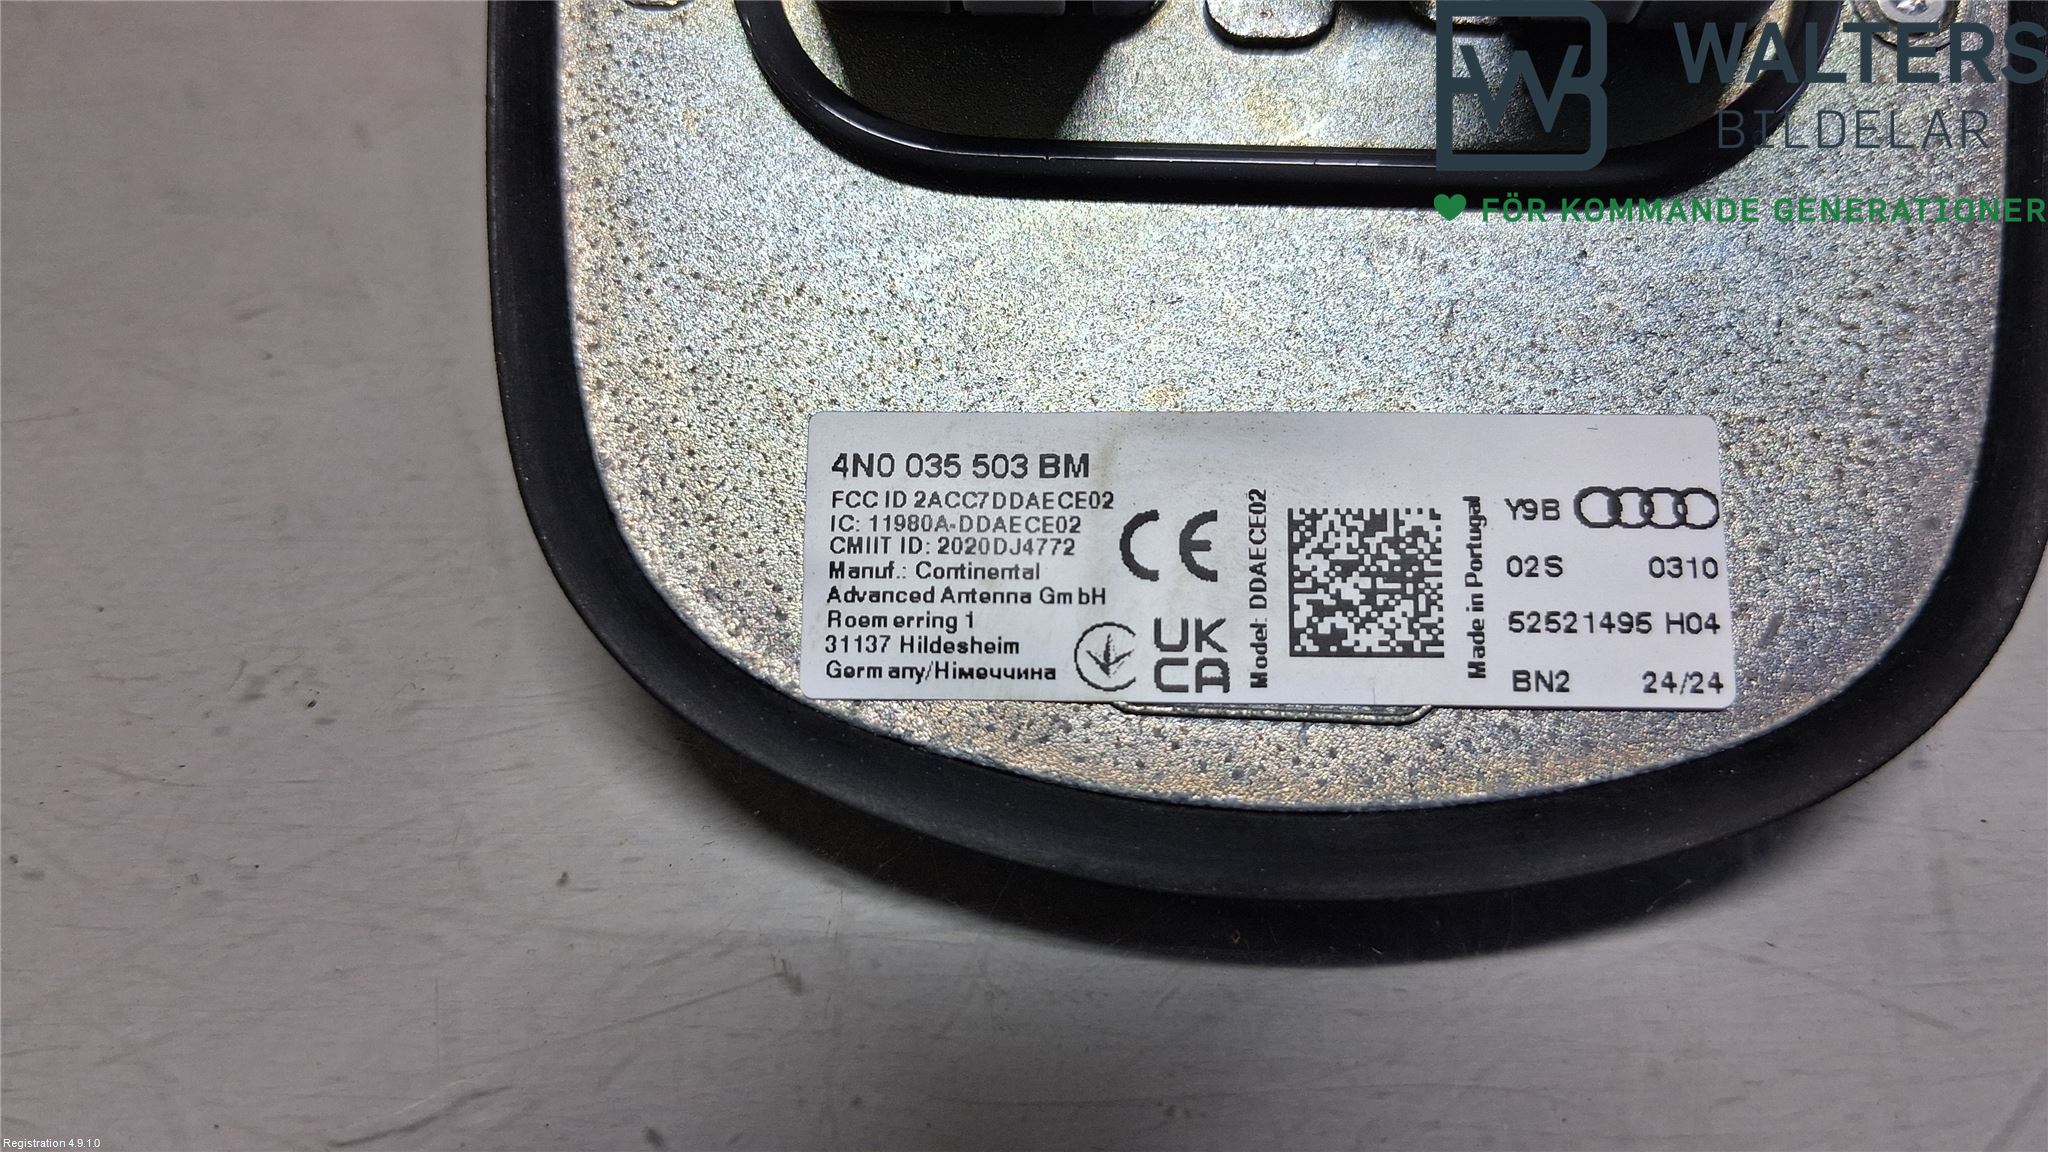 WALTERS
BILDELAR
FÖR KOMMANDE GENERATIONER
4N0 035 503 BM
FCC ID 2ACC7DDAECE02
IC: 11980A-DDAECE02
CMIIT ID: 2020DJ4772
Manuf.: Continental
Advanced Antenna GmbH
Roemerring 1
31137 Hildesheim
Germany/Німеччина
CE
UK
CA
Model: DDAECE02
Made in Portugal
Y9B
02S 0310
52521495 H04
BN2 24/24
Registration 4.9.1.0